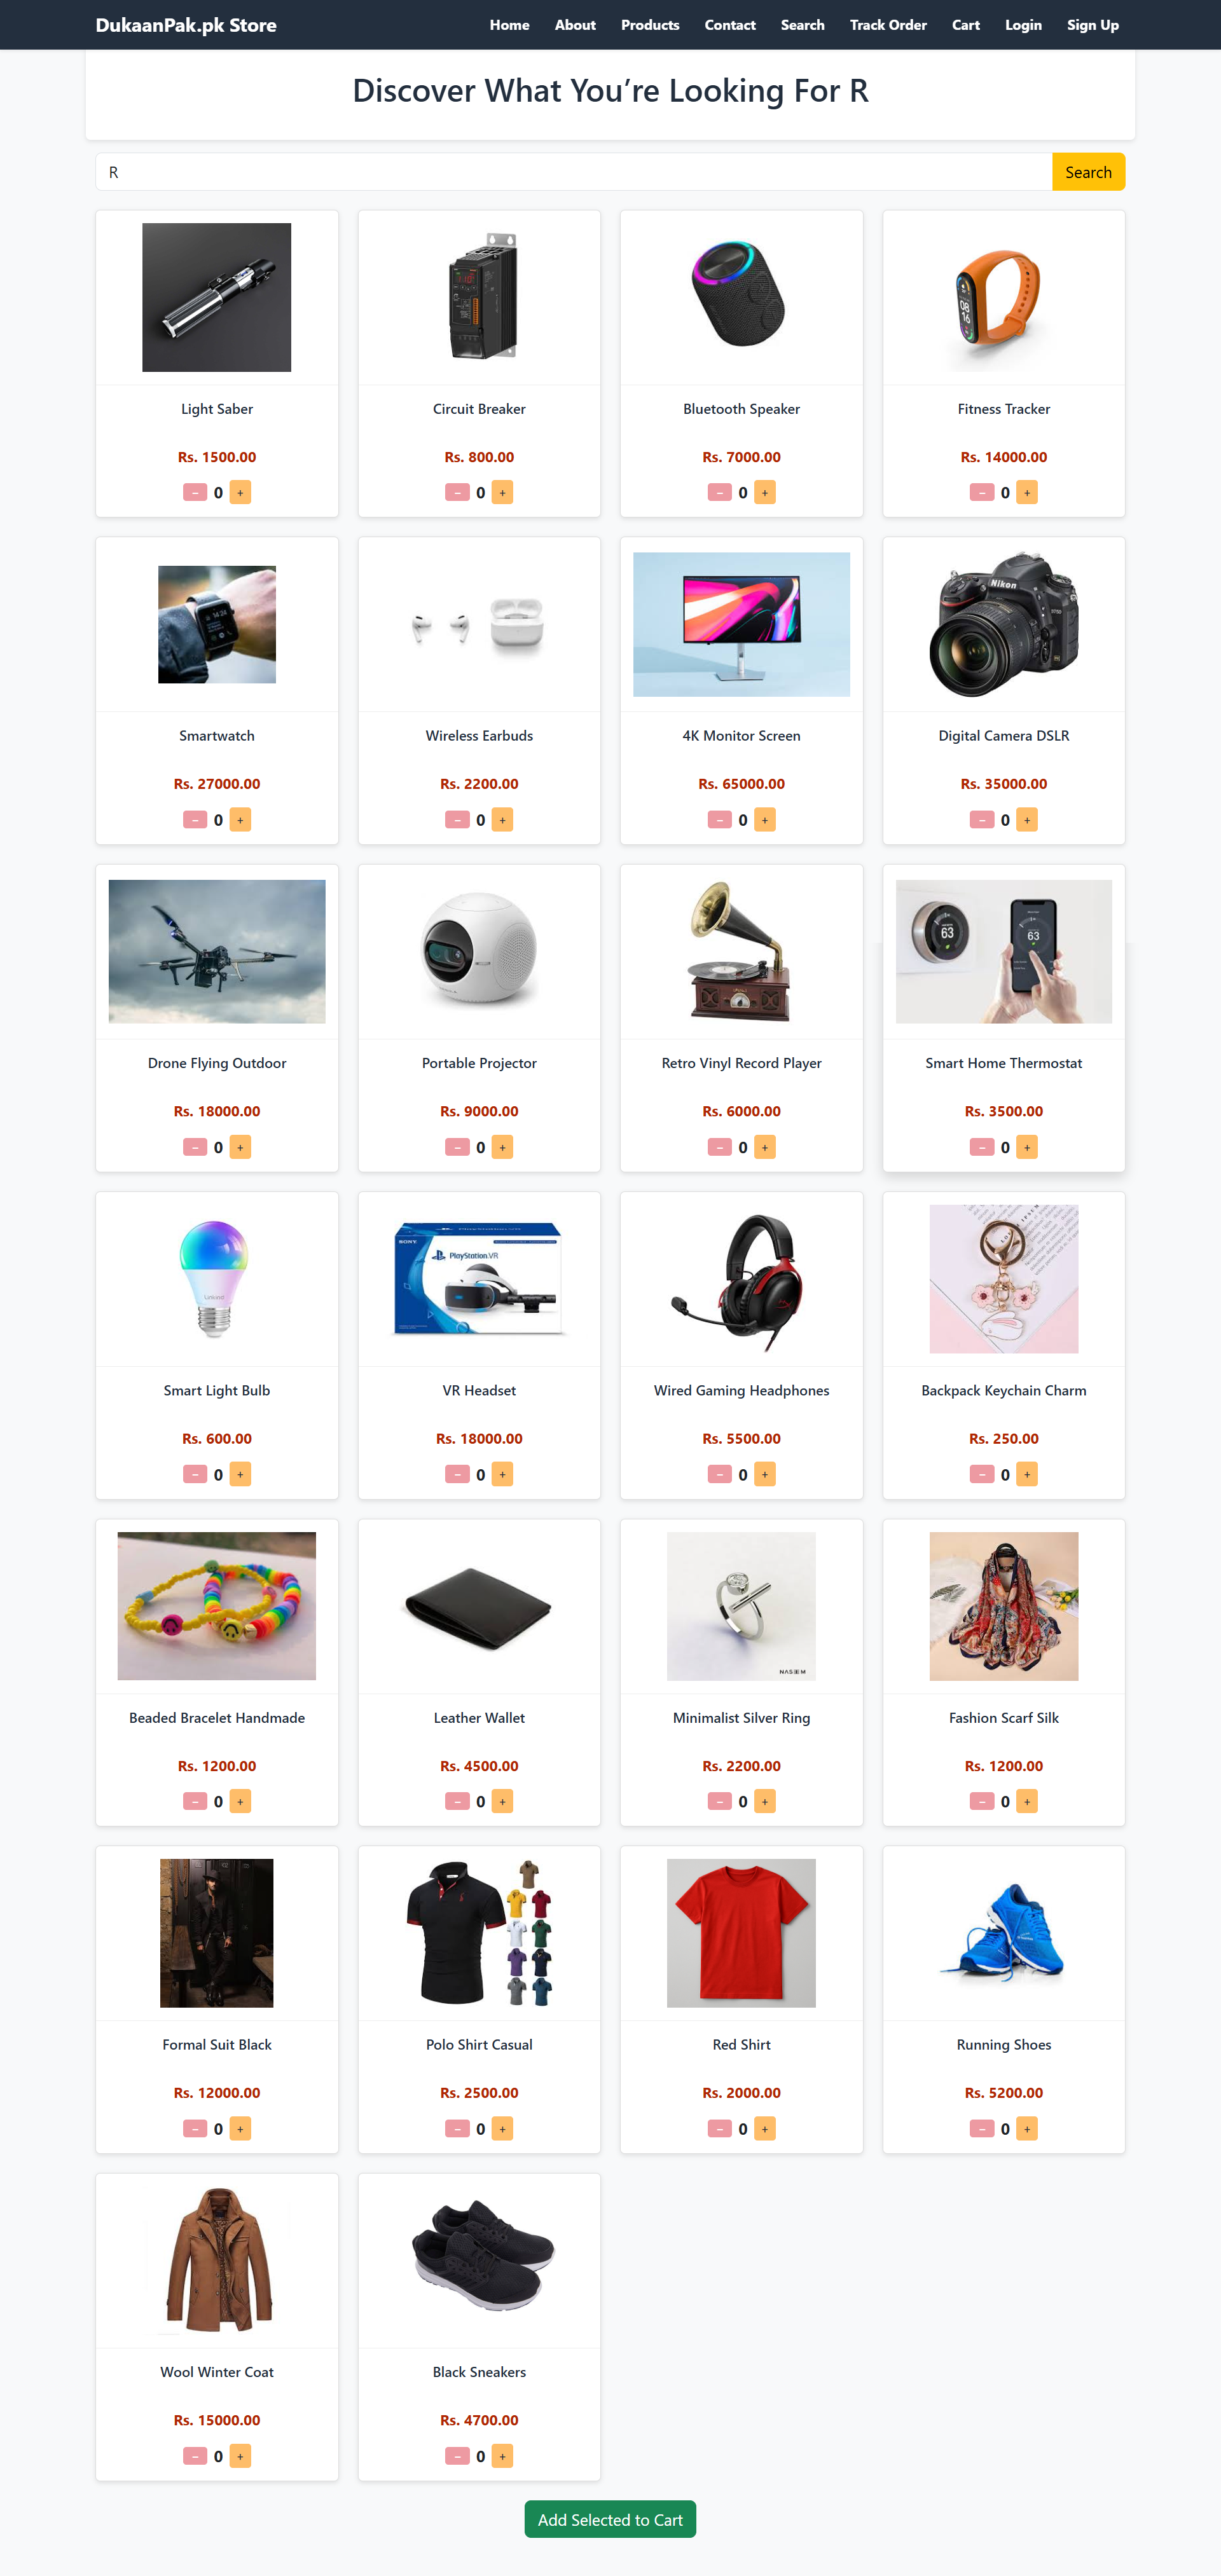 DukaanPak.pk Store
Home About Products Contact Search Track Order Cart Login Sign Up
Discover What You’re Looking For R
R Search
Light Saber Circuit Breaker Bluetooth Speaker Fitness Tracker
Rs. 1500.00 Rs. 800.00 Rs. 7000.00 Rs. 14000.00
− 0 + − 0 + − 0 + − 0 +
Nikon
Smartwatch Wireless Earbuds 4K Monitor Screen Digital Camera DSLR
Rs. 27000.00 Rs. 2200.00 Rs. 65000.00 Rs. 35000.00
− 0 + − 0 + − 0 + − 0 +
63 63
Drone Flying Outdoor Portable Projector Retro Vinyl Record Player Smart Home Thermostat
Rs. 18000.00 Rs. 9000.00 Rs. 6000.00 Rs. 3500.00
− 0 + − 0 + − 0 + − 0 +
SONY
PlayStation.VR
Smart Light Bulb VR Headset Wired Gaming Headphones Backpack Keychain Charm
Rs. 600.00 Rs. 18000.00 Rs. 5500.00 Rs. 250.00
− 0 + − 0 + − 0 + − 0 +
Beaded Bracelet Handmade Leather Wallet Minimalist Silver Ring Fashion Scarf Silk
Rs. 1200.00 Rs. 4500.00 Rs. 2200.00 Rs. 1200.00
− 0 + − 0 + − 0 + − 0 +
Formal Suit Black Polo Shirt Casual Red Shirt Running Shoes
Rs. 12000.00 Rs. 2500.00 Rs. 2000.00 Rs. 5200.00
− 0 + − 0 + − 0 + − 0 +
Wool Winter Coat Black Sneakers
Rs. 15000.00 Rs. 4700.00
− 0 + − 0 +
Add Selected to Cart